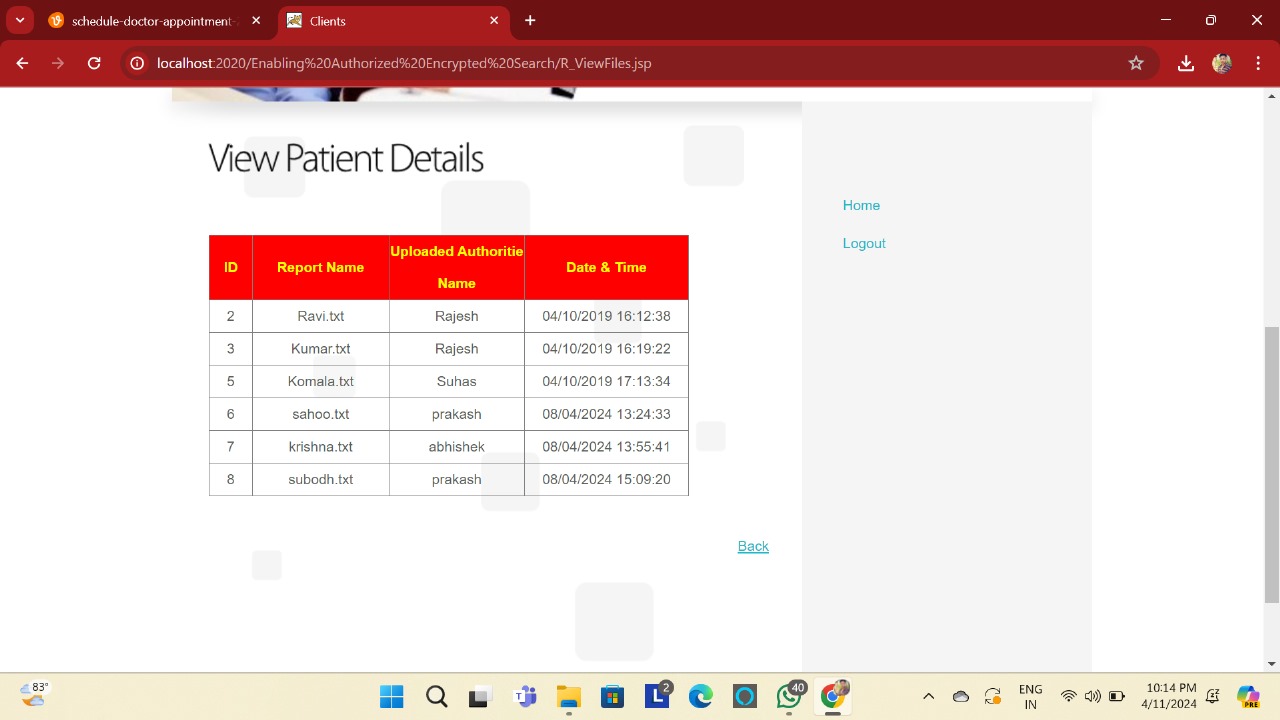 schedule-doctor-appointment-
Clients
localhost:2020/Enabling%20Authorized%20Encrypted%20Search/R_ViewFiles.jsp
View Patient Details
Home
Logout
ID Report Name Uploaded Authoritie Name Date & Time
2 Ravi.txt Rajesh 04/10/2019 16:12:38
3 Kumar.txt Rajesh 04/10/2019 16:19:22
5 Komala.txt Suhas 04/10/2019 17:13:34
6 sahoo.txt prakash 08/04/2024 13:24:33
7 krishna.txt abhishek 08/04/2024 13:55:41
8 subodh.txt prakash 08/04/2024 15:09:20
Back
83°
T
L
2
40
ENG
IN
10:14 PM
4/11/2024
PRE